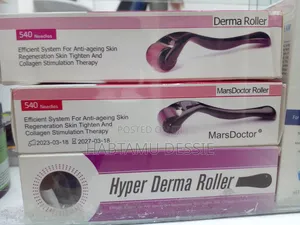 Derma Roller
540 Needles
Efficient System For Anti-ageing Skin
Regeneration Skin Tighten And
Collagen Stimulation Therapy
MarsDoctor Roller
540 Needles
Efficient System For Anti-ageing Skin
Regeneration Skin Tighten And
Collagen Stimulation Therapy
2023-03-18 2027-03-18
MarsDoctor®
HABTAMU DESSIE
Hyper Derma Roller